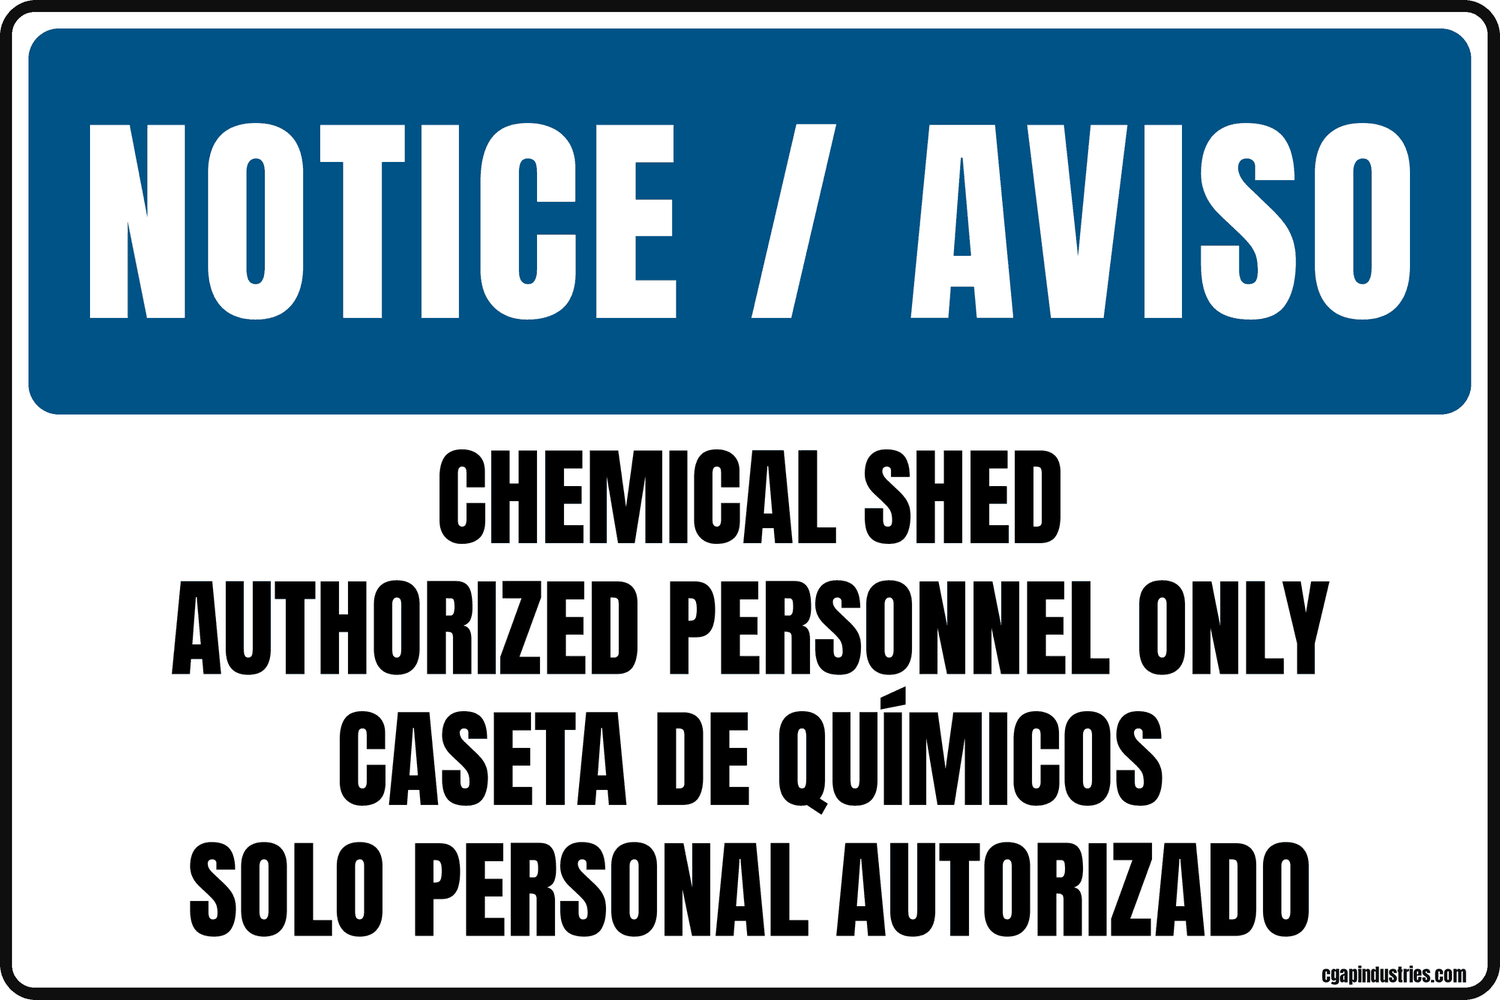 NOTICE / AVISO
CHEMICAL SHED
AUTHORIZED PERSONNEL ONLY
CASETA DE QUÍMICOS
SOLO PERSONAL AUTORIZADO
cgapindustries.com